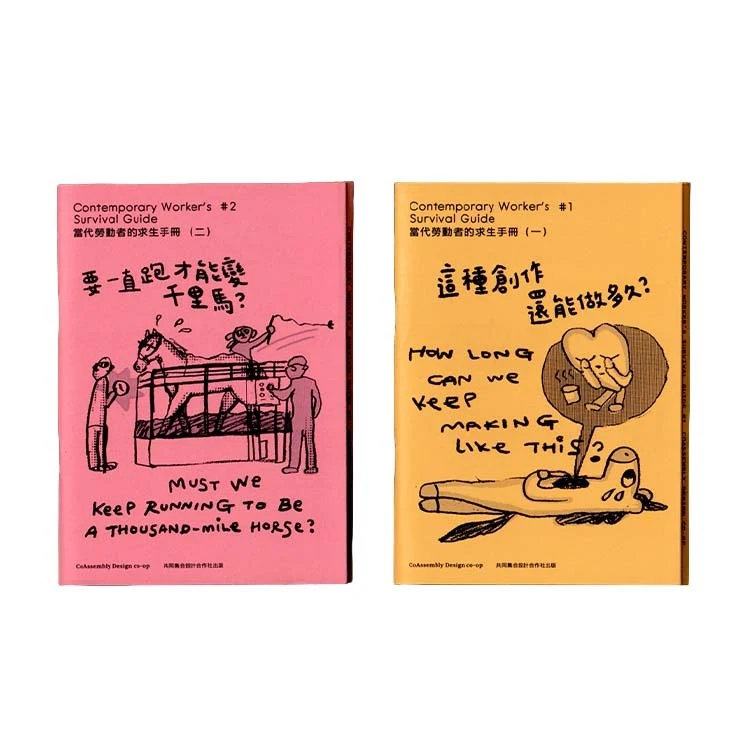 Contemporary Worker's #2
Survival Guide
當代勞動者的求生手冊（二）
要一直跑才能變
千里馬？
MUST WE
KEEP RUNNING TO BE
A THOUSAND-MILE HORSE?
CoAssembly Design co-op 共同集合設計合作社出版
Contemporary Worker's #1
Survival Guide
當代勞動者的求生手冊（一）
這種創作
還能做多久？
HOW LONG
CAN WE
KEEP
MAKING
LIKE THIS?
CoAssembly Design co-op 共同集合設計合作社出版